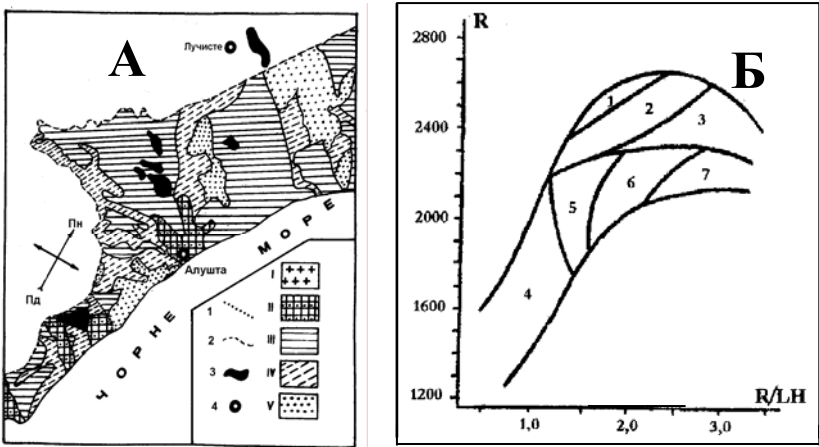 А
Лучисте
Пн
Пд
Алушта
ЧОРНЕ МОРЕ
1
2
3
4
I
II
III
IV
V
R
Б
2800
2400
2000
1600
1200
1
2
3
4
5
6
7
1,0
2,0
3,0
R/LH